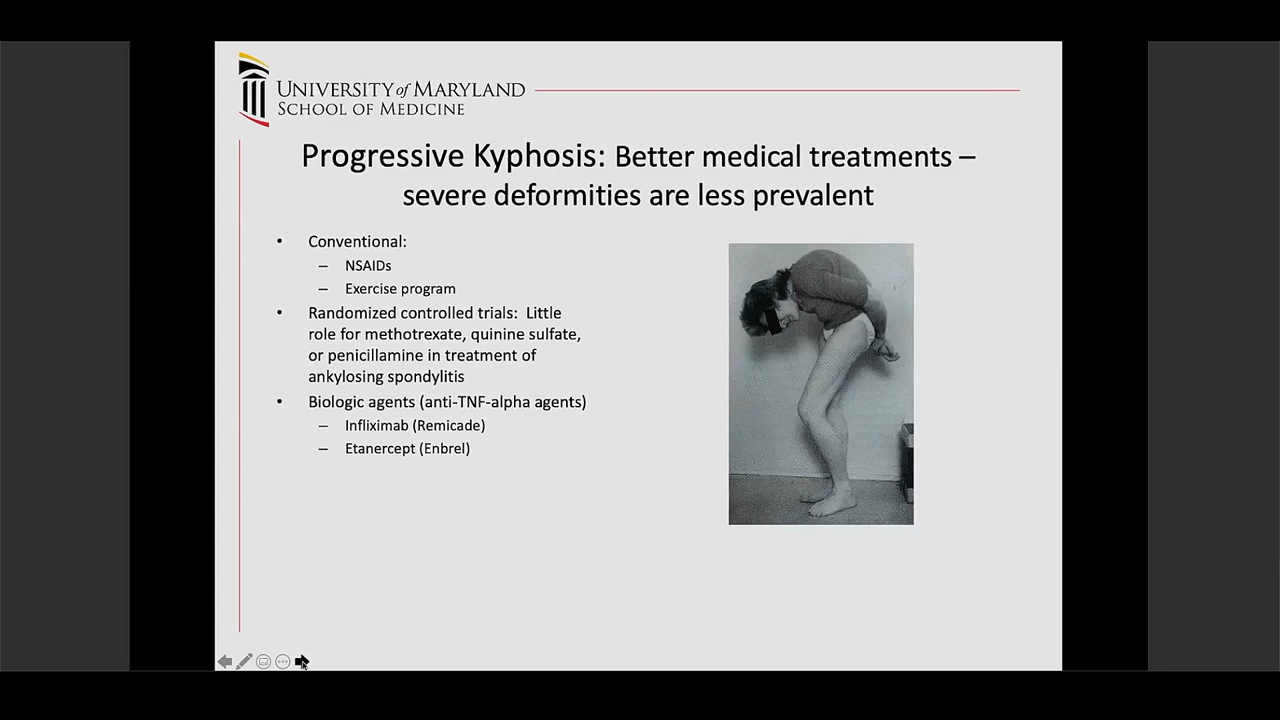 UNIVERSITY of MARYLAND
SCHOOL OF MEDICINE
Progressive Kyphosis: Better medical treatments –
severe deformities are less prevalent
• Conventional:
– NSAIDs
– Exercise program
• Randomized controlled trials: Little
role for methotrexate, quinine sulfate,
or penicillamine in treatment of
ankylosing spondylitis
• Biologic agents (anti-TNF-alpha agents)
– Infliximab (Remicade)
– Etanercept (Enbrel)